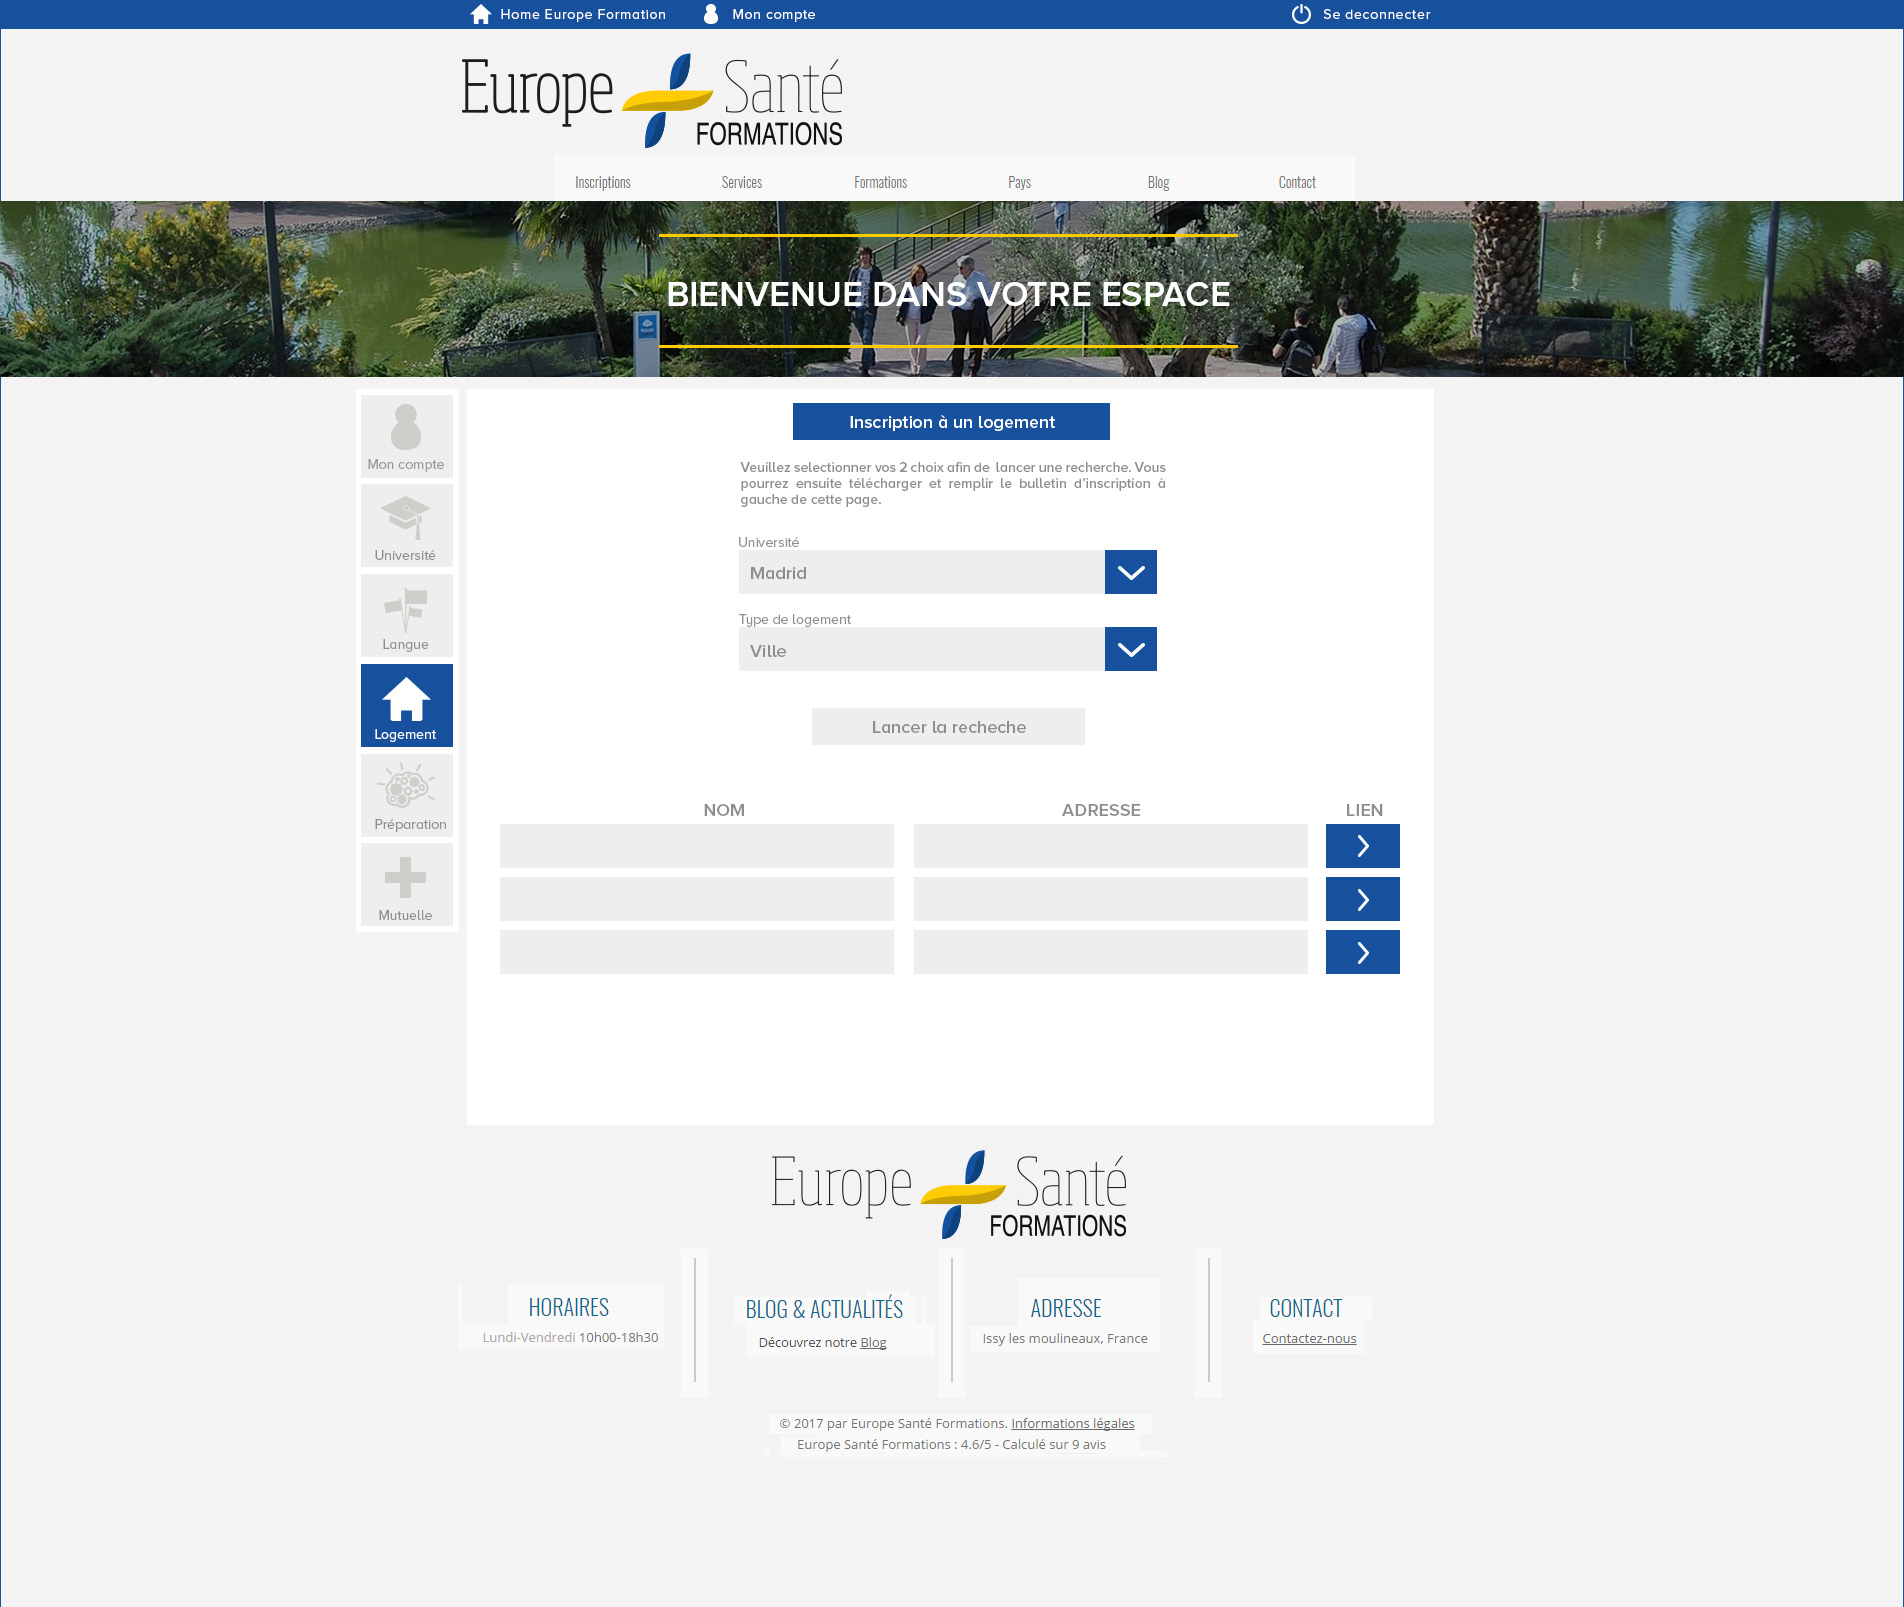 Home Europe Formation
Mon compte
Se deconnecter
Europe Santé
FORMATIONS
Inscriptions
Services
Formations
Pays
Blog
Contact
BIENVENUE DANS VOTRE ESPACE
Mon compte
Université
Langue
Logement
Préparation
Mutuelle
Inscription à un logement
Veuillez selectionner vos 2 choix afin de lancer une recherche. Vous
pourrez ensuite télécharger et remplir le bulletin d'inscription à
gauche de cette page.
Université
Madrid
Type de logement
Ville
Lancer la recheche
NOM
ADRESSE
LIEN
Europe Santé
FORMATIONS
HORAIRES
Lundi-Vendredi 10h00-18h30
BLOG & ACTUALITÉS
Découvrez notre Blog
ADRESSE
Issy les moulineaux, France
CONTACT
Contactez-nous
© 2017 par Europe Santé Formations. Informations légales
Europe Santé Formations : 4.6/5 - Calculé sur 9 avis